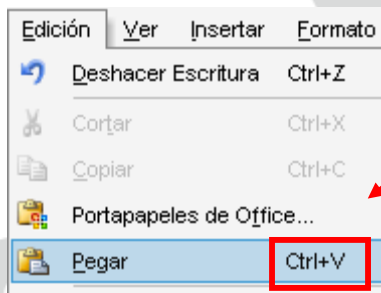 Edición Ver Insertar Formato
Deshacer Escritura Ctrl+Z
Cortar Ctrl+X
Copiar Ctrl+C
Portapapeles de Office...
Pegar Ctrl+V